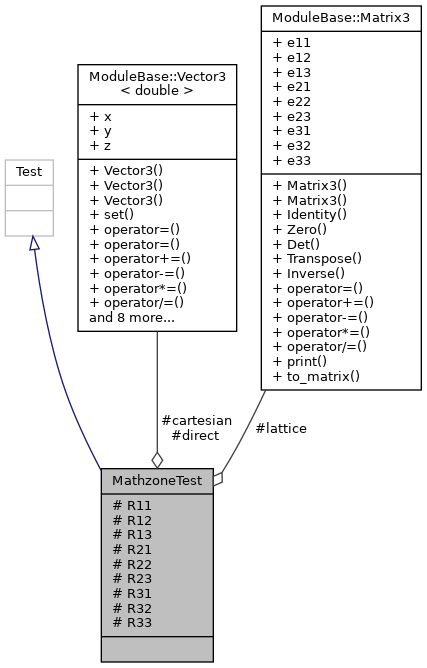 ModuleBase::Matrix3
+ e11
+ e12
+ e13
+ e21
+ e22
+ e23
+ e31
+ e32
+ e33
+ Matrix3()
+ Matrix3()
+ Identity()
+ Zero()
+ Det()
+ Transpose()
+ Inverse()
+ operator=()
+ operator+=()
+ operator-=()
+ operator*=()
+ operator/=()
+ print()
+ to_matrix()
ModuleBase::Vector3
< double >
+ x
+ y
+ z
+ Vector3()
+ Vector3()
+ Vector3()
+ set()
+ operator=()
+ operator=()
+ operator+=()
+ operator-=()
+ operator*=()
+ operator/=()
and 8 more...
Test
#cartesian
#direct
#lattice
MathzoneTest
# R11
# R12
# R13
# R21
# R22
# R23
# R31
# R32
# R33